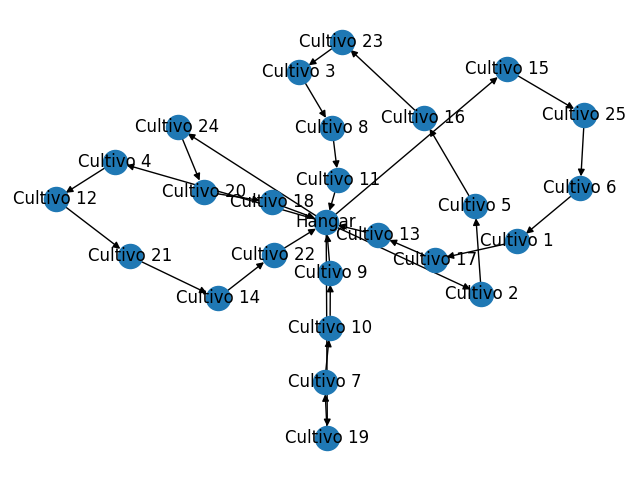 Cultivo 23
Cultivo 15
Cultivo 3
Cultivo 25
Cultivo 16
Cultivo 24
Cultivo 8
Cultivo 4
Cultivo 11
Cultivo 6
Cultivo 20
Cultivo 12
Cultivo 18
Cultivo 5
Hangar
Cultivo 13
Cultivo 1
Cultivo 21
Cultivo 22
Cultivo 17
Cultivo 9
Cultivo 2
Cultivo 14
Cultivo 10
Cultivo 7
Cultivo 19